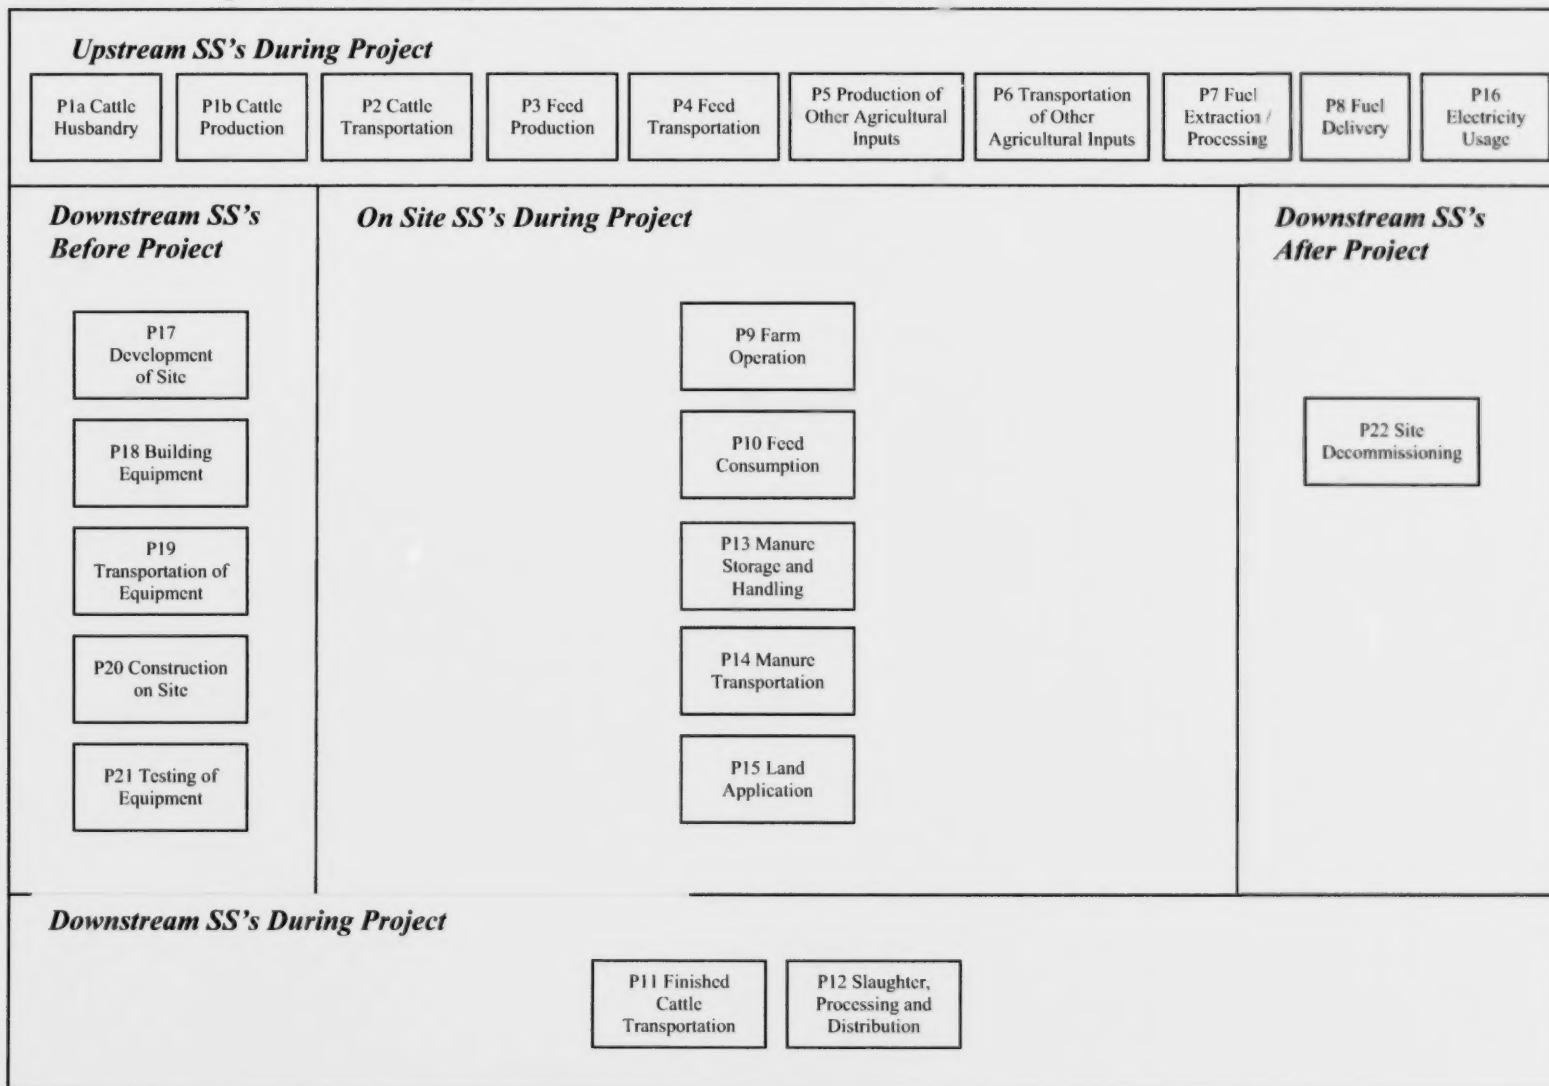 Upstream SS's During Project
P1a Cattle
Husbandry
P1b Cattle
Production
P2 Cattle
Transportation
P3 Feed
Production
P4 Feed
Transportation
P5 Production of
Other Agricultural
Inputs
P6 Transportation
of Other
Agricultural Inputs
P7 Fuel
Extraction /
Processing
P8 Fuel
Delivery
P16
Electricity
Usage
Downstream SS's
Before Project
P17
Development
of Site
P18 Building
Equipment
P19
Transportation of
Equipment
P20 Construction
on Site
P21 Testing of
Equipment
On Site SS's During Project
P9 Farm
Operation
P10 Feed
Consumption
P13 Manure
Storage and
Handling
P14 Manure
Transportation
P15 Land
Application
Downstream SS's
After Project
P22 Site
Decommissioning
Downstream SS's During Project
P11 Finished
Cattle
Transportation
P12 Slaughter,
Processing and
Distribution